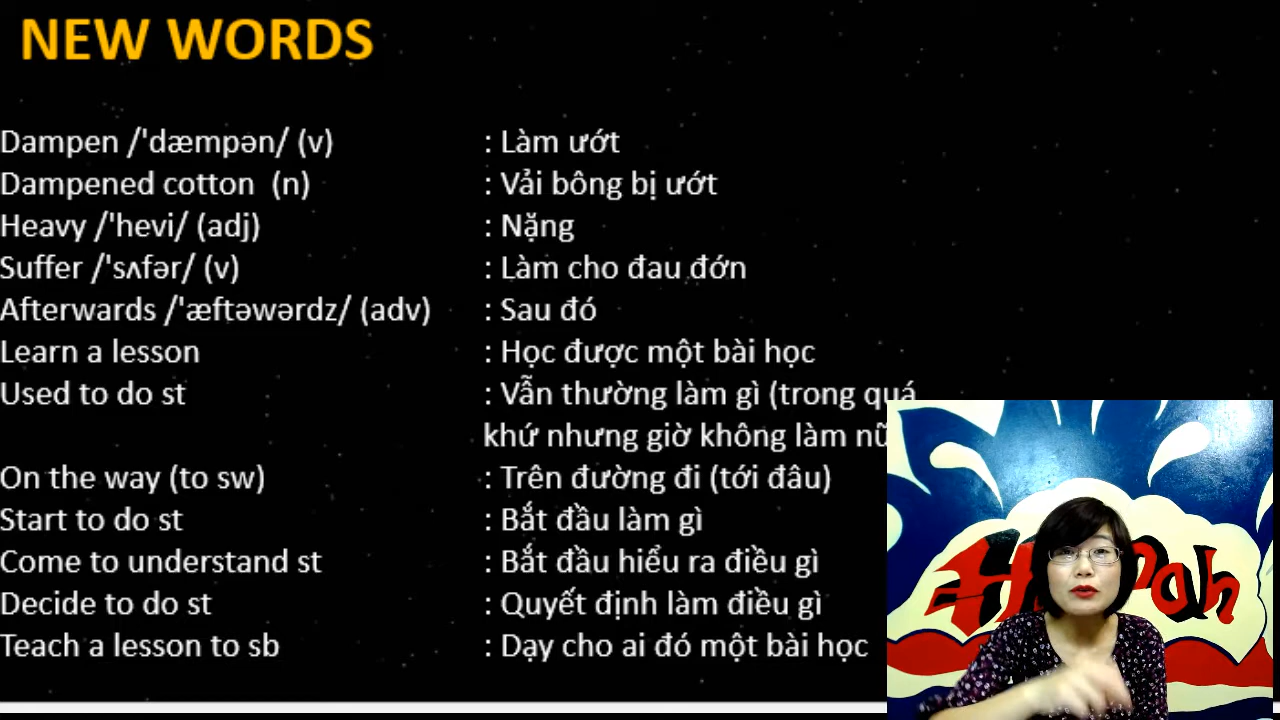 NEW WORDS
Dampen /'dæmpən/ (v) : Làm ướt
Dampened cotton (n) : Vải bông bị ướt
Heavy /'hevi/ (adj) : Nặng
Suffer /'sʌfər/ (v) : Làm cho đau đớn
Afterwards /'æftəwərdz/ (adv) : Sau đó
Learn a lesson : Học được một bài học
Used to do st : Vẫn thường làm gì (trong quá
khứ nhưng giờ không làm
On the way (to sw) : Trên đường đi (tới đâu)
Start to do st : Bắt đầu làm gì
Come to understand st : Bắt đầu hiểu ra điều gì
Decide to do st : Quyết định làm điều gì
Teach a lesson to sb : Dạy cho ai đó một bài học